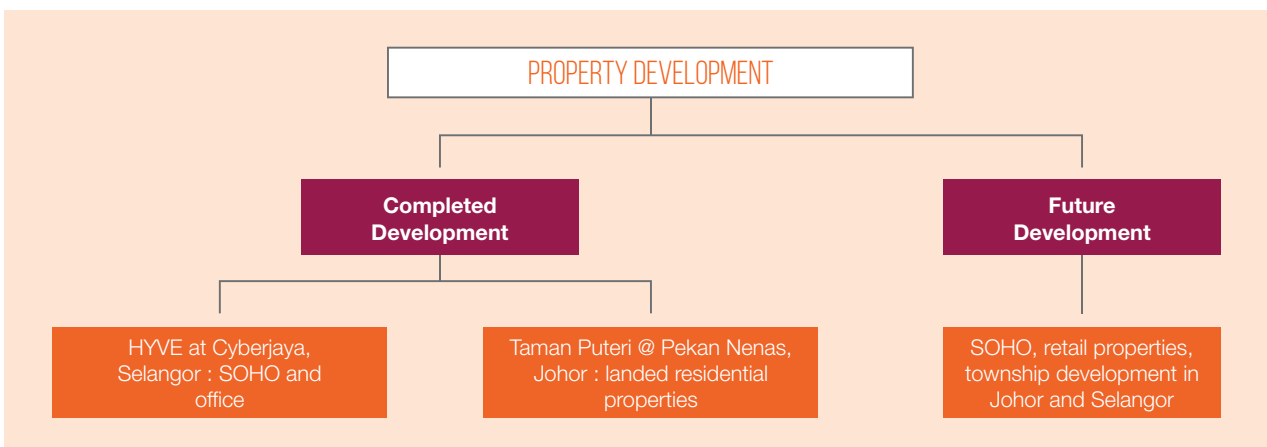 PROPERTY DEVELOPMENT
Completed
Development
Future
Development
HYVE at Cyberjaya,
Selangor : SOHO and
office
Taman Puteri @ Pekan Nenas,
Johor : landed residential
properties
SOHO, retail properties,
township development in
Johor and Selangor